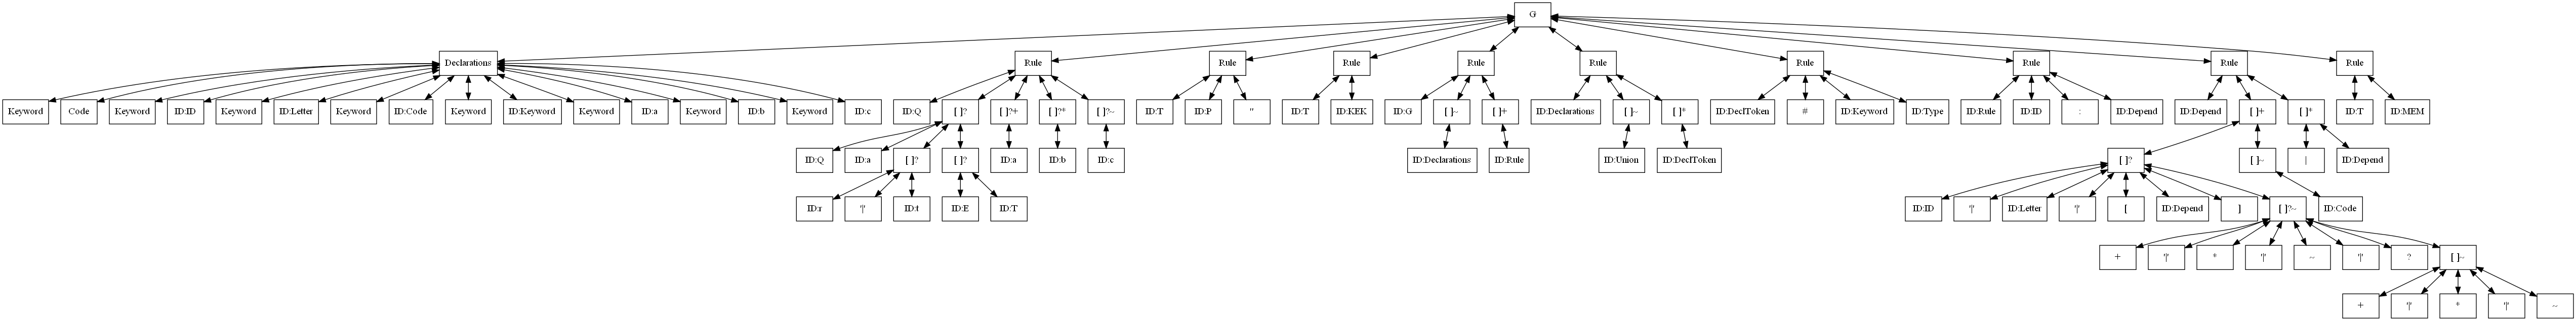 G
Declarations Rule Rule Rule Rule Rule Rule Rule Rule Rule
Keyword Code Keyword ID:ID Keyword ID:Letter Keyword ID:Code Keyword ID:Keyword Keyword ID:a Keyword ID:b Keyword ID:c ID:Q [ ]? [ ]?+ [ ]?* [ ]?~ ID:T ID:P '' ID:T ID:KEK ID:G [ ]~ [ ]+ ID:Declarations [ ]~ [ ]* ID:DeclToken # ID:Keyword ID:Type ID:Rule ID:ID : ID:Depend ID:Depend [ ]+ [ ]* ID:T ID:MEM
ID:Q ID:a [ ]? [ ]? ID:a ID:b ID:c ID:Declarations ID:Rule ID:Union ID:DeclToken [ ]? [ ]~ | ID:Depend
ID:r '|' ID:t ID:E ID:T ID:ID '|' ID:Letter '|' [ ID:Depend ] [ ]?~ ID:Code
+ '|' * '|' ~ '|' ? [ ]~
+ '|' * '|' ~